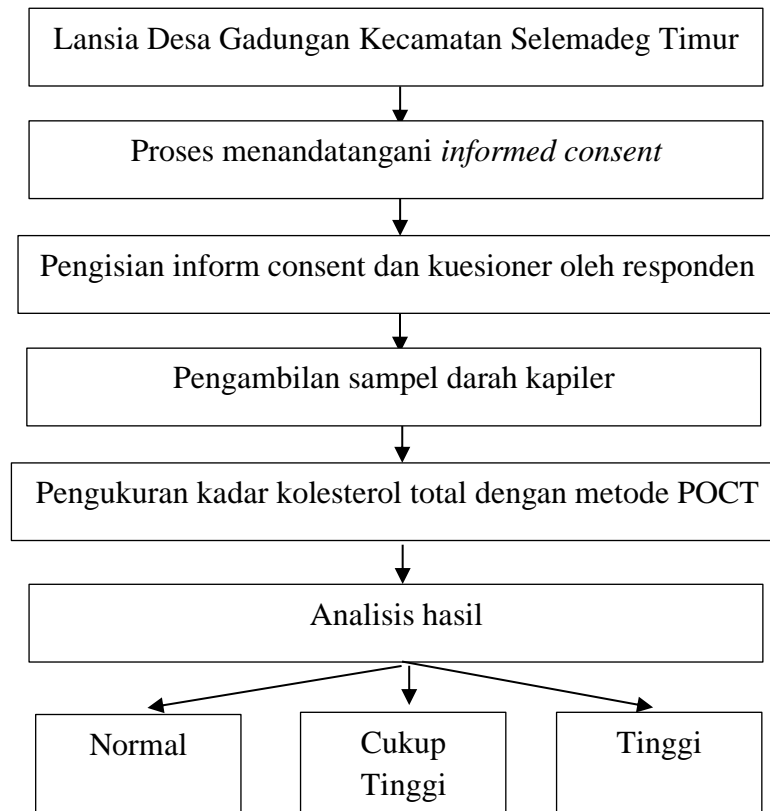 Lansia Desa Gadungan Kecamatan Selemadeg Timur
Proses menandatangani informed consent
Pengisian inform consent dan kuesioner oleh responden
Pengambilan sampel darah kapiler
Pengukuran kadar kolesterol total dengan metode POCT
Analisis hasil
Normal
Cukup
Tinggi
Tinggi